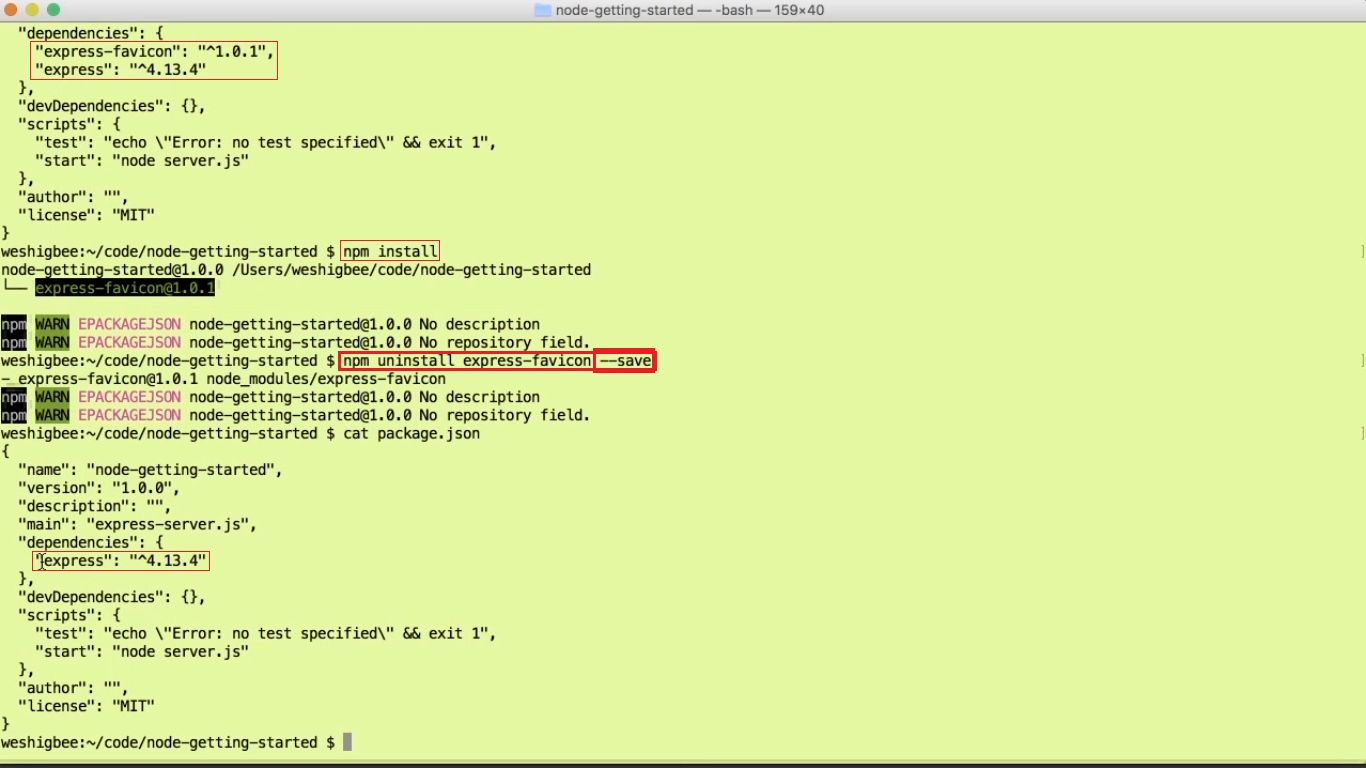 node-getting-started — -bash — 159×40
"dependencies": {
"express-favicon": "^1.0.1",
"express": "^4.13.4"
},
"devDependencies": {},
"scripts": {
"test": "echo \"Error: no test specified\" && exit 1",
"start": "node server.js"
},
"author": "",
"license": "MIT"
}
weshigbee:~/code/node-getting-started $ npm install
node-getting-started@1.0.0 /Users/weshigbee/code/node-getting-started
└── express-favicon@1.0.1
npm WARN EPACKAGEJSON node-getting-started@1.0.0 No description
npm WARN EPACKAGEJSON node-getting-started@1.0.0 No repository field.
weshigbee:~/code/node-getting-started $ npm uninstall express-favicon --save
- express-favicon@1.0.1 node_modules/express-favicon
npm WARN EPACKAGEJSON node-getting-started@1.0.0 No description
npm WARN EPACKAGEJSON node-getting-started@1.0.0 No repository field.
weshigbee:~/code/node-getting-started $ cat package.json
{
"name": "node-getting-started",
"version": "1.0.0",
"description": "",
"main": "express-server.js",
"dependencies": {
"express": "^4.13.4"
},
"devDependencies": {},
"scripts": {
"test": "echo \"Error: no test specified\" && exit 1",
"start": "node server.js"
},
"author": "",
"license": "MIT"
}
weshigbee:~/code/node-getting-started $